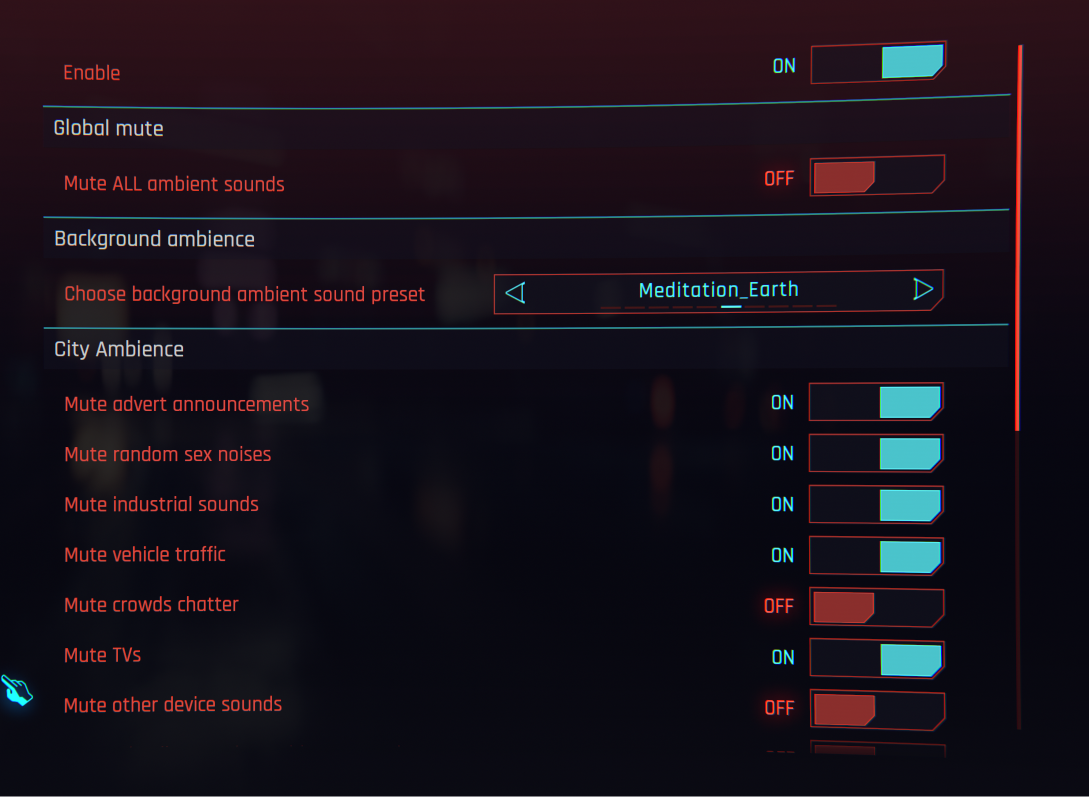 Enable ON
Global mute
Mute ALL ambient sounds OFF
Background ambience
Choose background ambient sound preset Meditation_Earth
City Ambience
Mute advert announcements ON
Mute random sex noises ON
Mute industrial sounds ON
Mute vehicle traffic ON
Mute crowds chatter OFF
Mute TVs ON
Mute other device sounds OFF